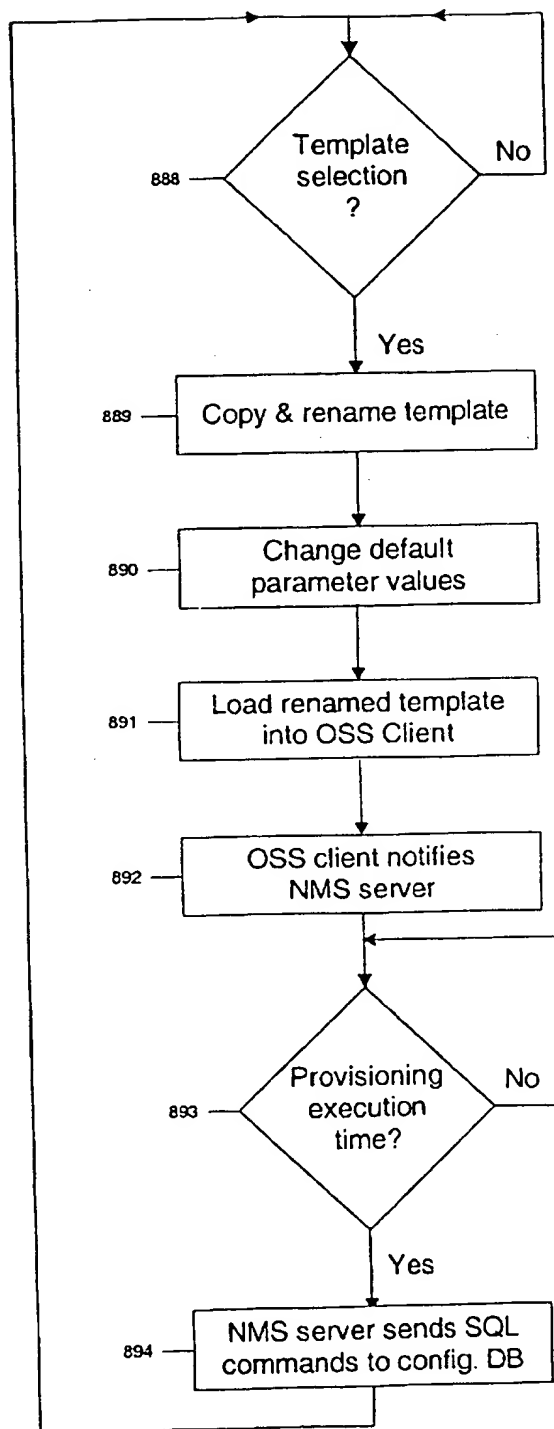 Template
selection
?
No
888
Yes
889
Copy & rename template
890
Change default
parameter values
891
Load renamed template
into OSS Client
892
OSS client notifies
NMS server
Provisioning
execution
time?
No
893
Yes
894
NMS server sends SQL
commands to config. DB